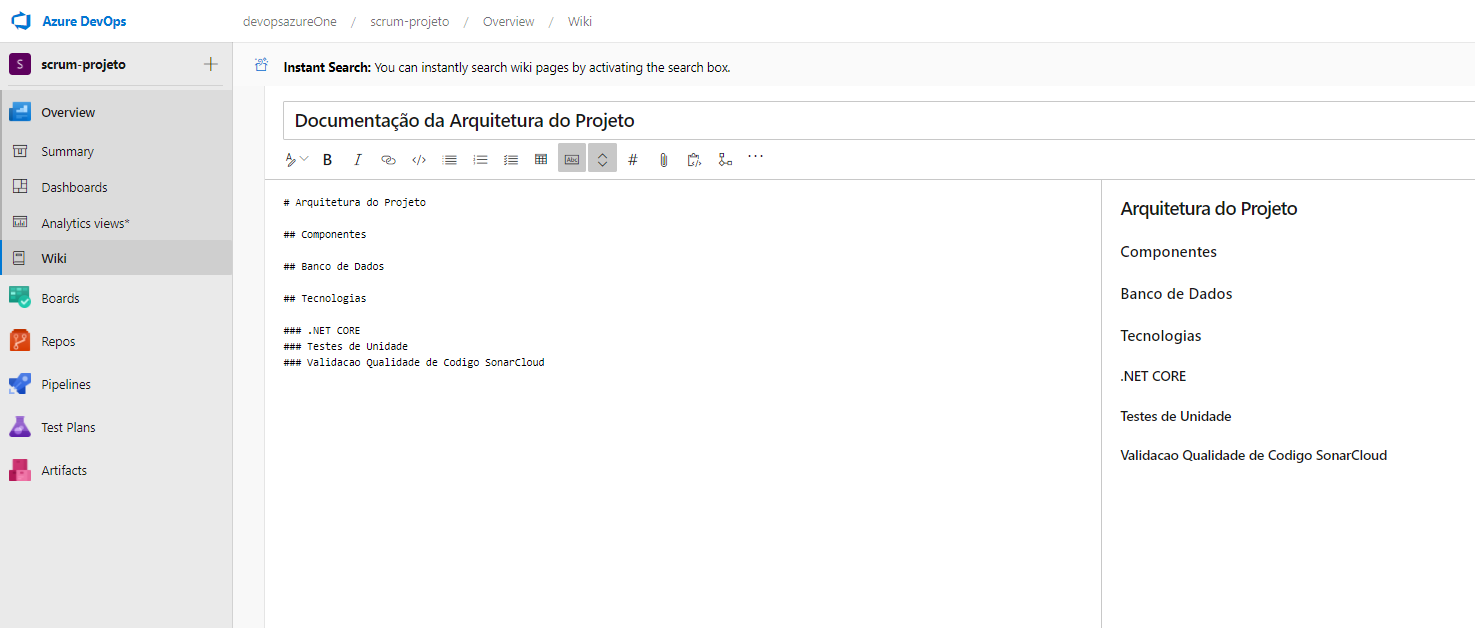 Azure DevOps
devopsazureOne / scrum-projeto / Overview / Wiki
S scrum-projeto
Instant Search: You can instantly search wiki pages by activating the search box.
Overview
Summary
Dashboards
Analytics views*
Wiki
Boards
Repos
Pipelines
Test Plans
Artifacts
Documentação da Arquitetura do Projeto
B I </> Abc # ...
# Arquitetura do Projeto
## Componentes
## Banco de Dados
## Tecnologias
### .NET CORE
### Testes de Unidade
### Validacao Qualidade de Codigo SonarCloud
Arquitetura do Projeto
Componentes
Banco de Dados
Tecnologias
.NET CORE
Testes de Unidade
Validacao Qualidade de Codigo SonarCloud